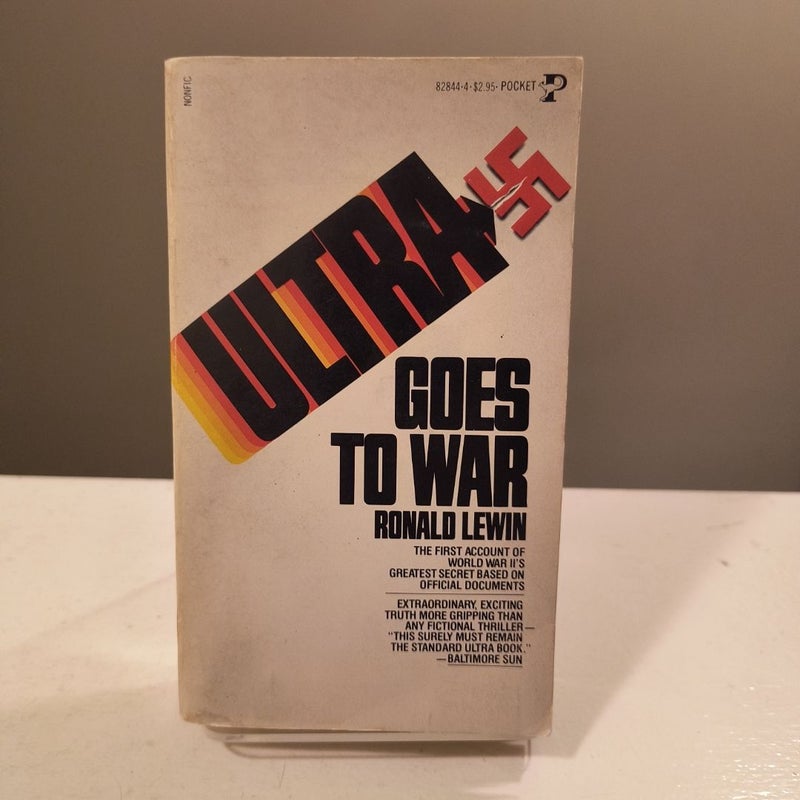 NONFIC
82844-4·$2.95· POCKET P
ULTRA
GOES
TO WAR
RONALD LEWIN
THE FIRST ACCOUNT OF
WORLD WAR II'S
GREATEST SECRET BASED ON
OFFICIAL DOCUMENTS
EXTRAORDINARY, EXCITING
TRUTH MORE GRIPPING THAN
ANY FICTIONAL THRILLER—
"THIS SURELY MUST REMAIN
THE STANDARD ULTRA BOOK."
—BALTIMORE SUN